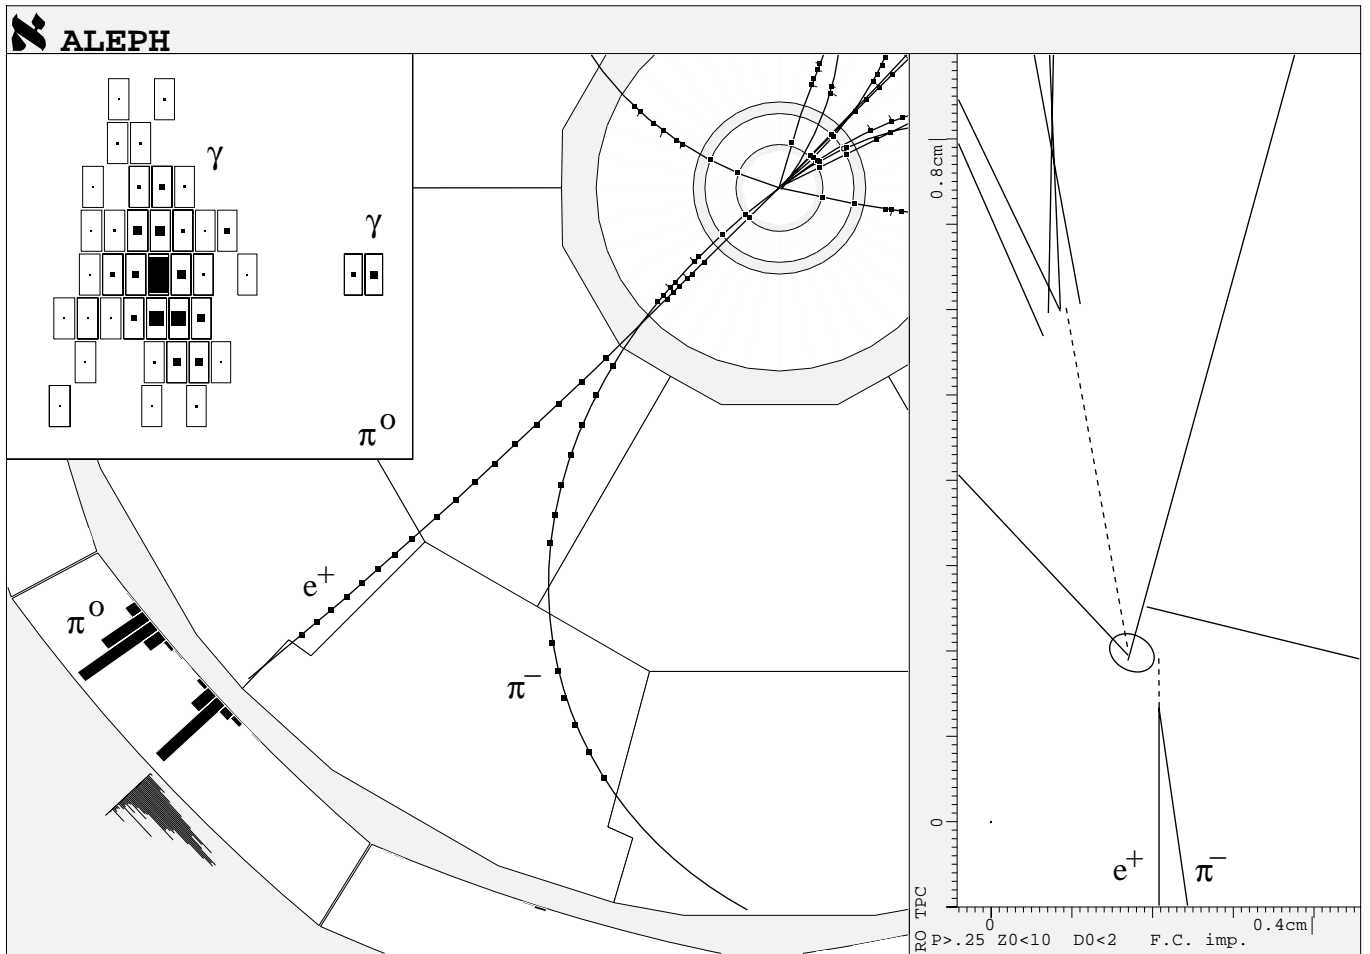 ℵ ALEPH
γ
γ
π⁰
e⁺
π⁰
π⁻
0.8cm|
0
e⁺ π⁻
0 0.4cm|
RO TPC
P>.25 Z0<10 D0<2 F.C. imp.